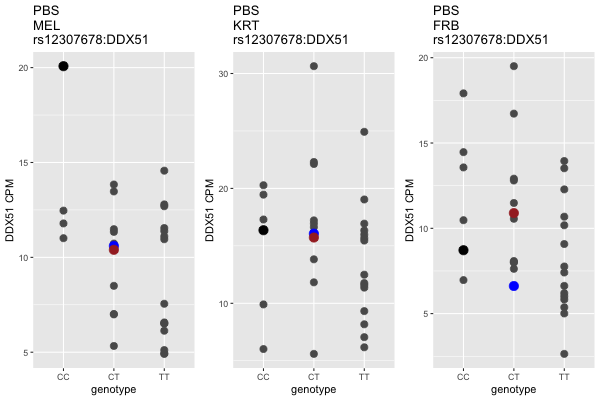 PBS
MEL
rs12307678:DDX51
20
15
10
5
DDX51 CPM
CC
CT
TT
genotype
PBS
KRT
rs12307678:DDX51
30
20
10
DDX51 CPM
CC
CT
TT
genotype
PBS
FRB
rs12307678:DDX51
20
15
10
5
DDX51 CPM
CC
CT
TT
genotype